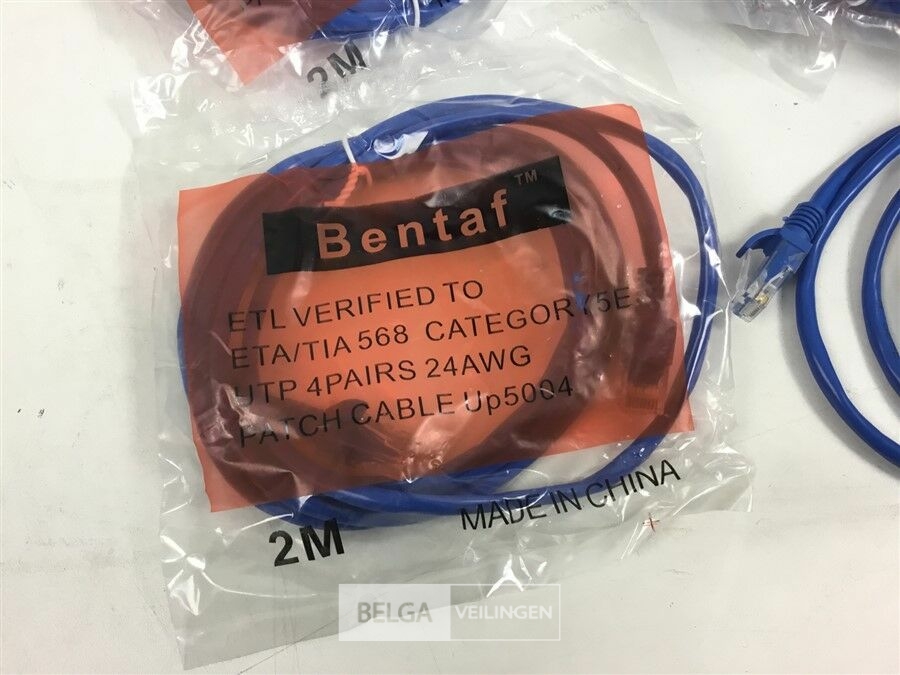 2M
Bentaf™
ETL VERIFIED TO
ETA/TIA 568 CATEGORY5E
UTP 4PAIRS 24AWG
PATCH CABLE Up5004
MADE IN CHINA
2M
BELGA VEILINGEN